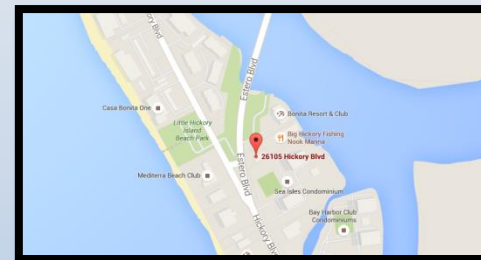 Hickory Blvd
Estero Blvd
Casa Bonita One
Little Hickory
Island
Beach Park
Bonita Resort & Club
Big Hickory Fishing
Nook Marina
26105 Hickory Blvd
Mediterra Beach Club
Estero Blvd
Sea Isles Condominium
Bay Harbor Club
Condominiums
Hickory Blvd